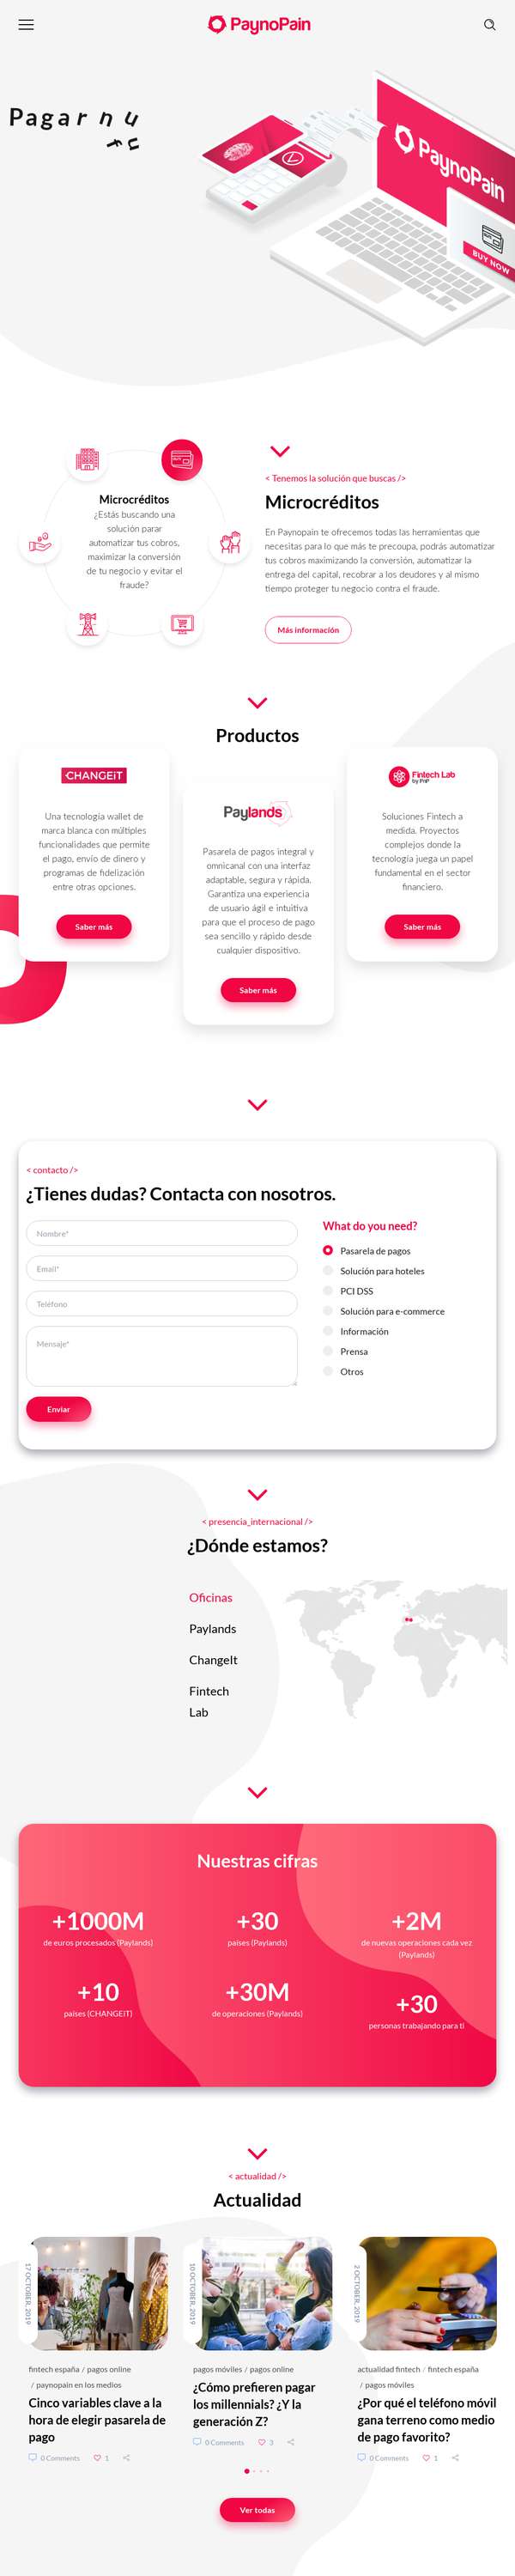 PaynoPain
Pagar n u
f u
PaynoPain
BUY NOW
Microcréditos
¿Estás buscando una
solución parar
automatizar tus cobros,
maximizar la conversión
de tu negocio y evitar el
fraude?
< Tenemos la solución que buscas />
Microcréditos
En Paynopain te ofrecemos todas las herramientas que
necesitas para lo que más te precoupa, podrás automatizar
tus cobros maximizando la conversión, automatizar la
entrega del capital, recobrar a los deudores y al mismo
tiempo proteger tu negocio contra el fraude.
Más información
Productos
CHANGEiT
Una tecnología wallet de
marca blanca con múltiples
funcionalidades que permite
el pago, envío de dinero y
programas de fidelización
entre otras opciones.
Saber más
Paylands
Pasarela de pagos integral y
omnicanal con una interfaz
adaptable, segura y rápida.
Garantiza una experiencia
de usuario ágil e intuitiva
para que el proceso de pago
sea sencillo y rápido desde
cualquier dispositivo.
Saber más
Fintech Lab
by PnP
Soluciones Fintech a
medida. Proyectos
complejos donde la
tecnología juega un papel
fundamental en el sector
financiero.
Saber más
< contacto />
¿Tienes dudas? Contacta con nosotros.
Nombre*
Email*
Teléfono
Mensaje*
Enviar
What do you need?
Pasarela de pagos
Solución para hoteles
PCI DSS
Solución para e-commerce
Información
Prensa
Otros
< presencia_internacional />
¿Dónde estamos?
Oficinas
Paylands
ChangeIt
Fintech
Lab
Nuestras cifras
+1000M
de euros procesados (Paylands)
+30
países (Paylands)
+2M
de nuevas operaciones cada vez
(Paylands)
+10
países (CHANGEIT)
+30M
de operaciones (Paylands)
+30
personas trabajando para ti
< actualidad />
Actualidad
17 OCTOBER, 2019
fintech españa / pagos online
/ paynopain en los medios
Cinco variables clave a la
hora de elegir pasarela de
pago
0 Comments 1
10 OCTOBER, 2019
pagos móviles / pagos online
¿Cómo prefieren pagar
los millennials? ¿Y la
generación Z?
0 Comments 3
2 OCTOBER, 2019
actualidad fintech / fintech españa
/ pagos móviles
¿Por qué el teléfono móvil
gana terreno como medio
de pago favorito?
0 Comments 1
Ver todas